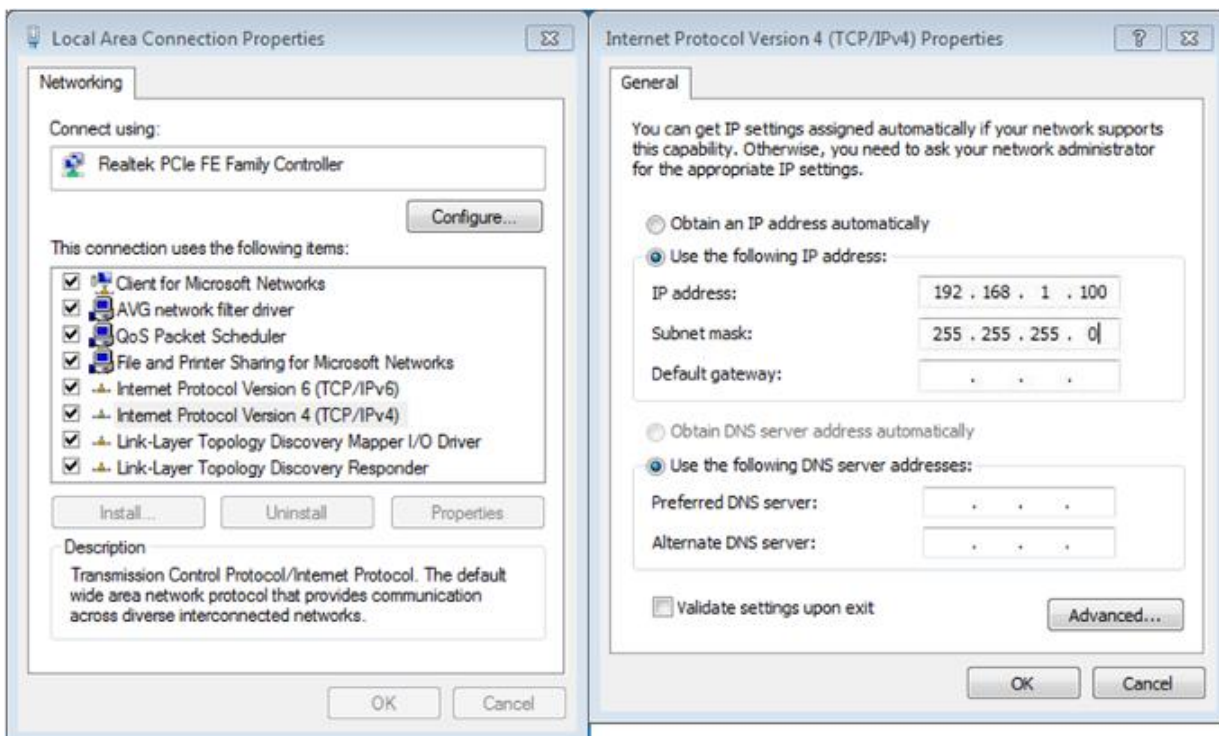 Local Area Connection Properties
Networking
Connect using:
Realtek PCIe FE Family Controller
Configure...
This connection uses the following items:
Client for Microsoft Networks
AVG network filter driver
QoS Packet Scheduler
File and Printer Sharing for Microsoft Networks
Internet Protocol Version 6 (TCP/IPv6)
Internet Protocol Version 4 (TCP/IPv4)
Link-Layer Topology Discovery Mapper I/O Driver
Link-Layer Topology Discovery Responder
Install... Uninstall Properties
Description
Transmission Control Protocol/Internet Protocol. The default
wide area network protocol that provides communication
across diverse interconnected networks.
OK Cancel
Internet Protocol Version 4 (TCP/IPv4) Properties
General
You can get IP settings assigned automatically if your network supports
this capability. Otherwise, you need to ask your network administrator
for the appropriate IP settings.
Obtain an IP address automatically
Use the following IP address:
IP address: 192 . 168 . 1 . 100
Subnet mask: 255 . 255 . 255 . 0
Default gateway: . . .
Obtain DNS server address automatically
Use the following DNS server addresses:
Preferred DNS server: . . .
Alternate DNS server: . . .
Validate settings upon exit
Advanced...
OK Cancel